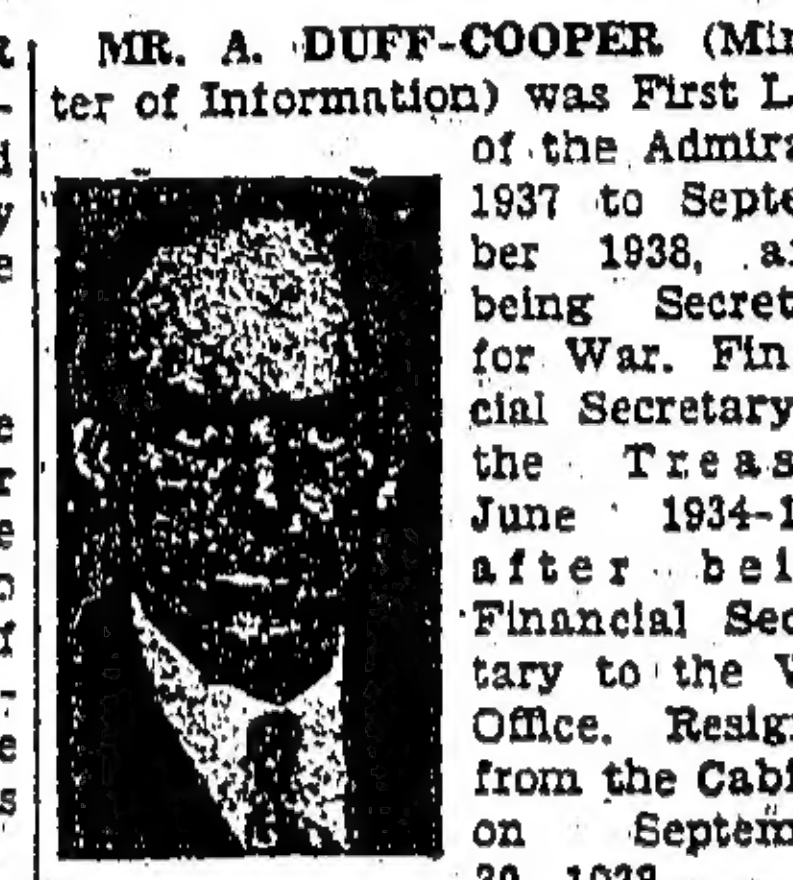 MR. A. DUFF-COOPER (Min
ter of Information) was First L
of the Admira
1937 to Septe
ber 1938, a
being Secret
for War. Fin
cial Secretary
the Treas
June 1934-1
after bei
Financial Sec
tary to the W
Office. Resign
from the Cabi
on Septem